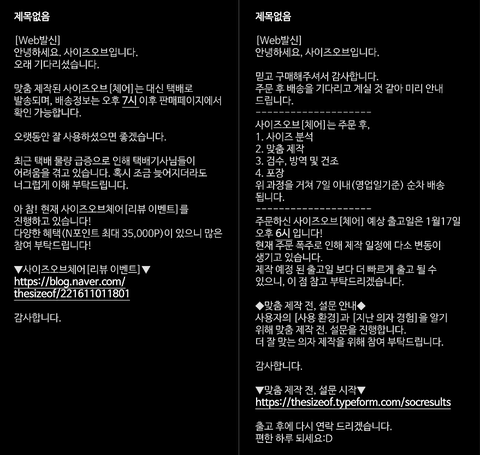 제목없음
[Web발신]
안녕하세요. 사이즈오브입니다.
오래 기다리셨습니다.
맞춤 제작된 사이즈오브[체어]는 대신 택배로
발송되며, 배송정보는 오후 7시 이후 판매페이지에서
확인 가능합니다.
오랫동안 잘 사용하셨으면 좋겠습니다.
최근 택배 물량 급증으로 인해 택배기사님들이
어려움을 겪고 있습니다. 혹시 조금 늦어지더라도
너그럽게 이해 부탁드립니다.
아 참! 현재 사이즈오브체어[리뷰 이벤트]를
진행하고 있습니다!
다양한 혜택(N포인트 최대 35,000P)이 있으니 많은
참여 부탁드립니다!
▼사이즈오브체어[리뷰 이벤트]▼
https://blog.naver.com/
thesizeof/221611011801
감사합니다.
제목없음
[Web발신]
안녕하세요, 사이즈오브입니다.
믿고 구매해주셔서 감사합니다.
주문 후 배송을 기다리고 계실 것 같아 미리 안내
드립니다.
--------------------
사이즈오브[체어]는 주문 후,
1. 사이즈 분석
2. 맞춤 제작
3. 검수, 방역 및 건조
4. 포장
위 과정을 거쳐 7일 이내(영업일기준) 순차 배송
됩니다.
--------------------
주문하신 사이즈오브[체어] 예상 출고일은 1월17일
오후 6시 입니다!
현재 주문 폭주로 인해 제작 일정에 다소 변동이
생기고 있습니다.
제작 예정 된 출고일 보다 더 빠르게 출고 될 수
있으니, 이 점 참고 부탁드리겠습니다.
◆맞춤 제작 전, 설문 안내◆
사용자의 [사용 환경]과 [지난 의자 경험]을 알기
위해 맞춤 제작 전. 설문을 진행합니다.
더 잘 맞는 의자 제작을 위해 참여 부탁드립니다.
감사합니다.
▼맞춤 제작 전, 설문 시작▼
https://thesizeof.typeform.com/socresults
출고 후에 다시 연락 드리겠습니다.
편한 하루 되세요:D